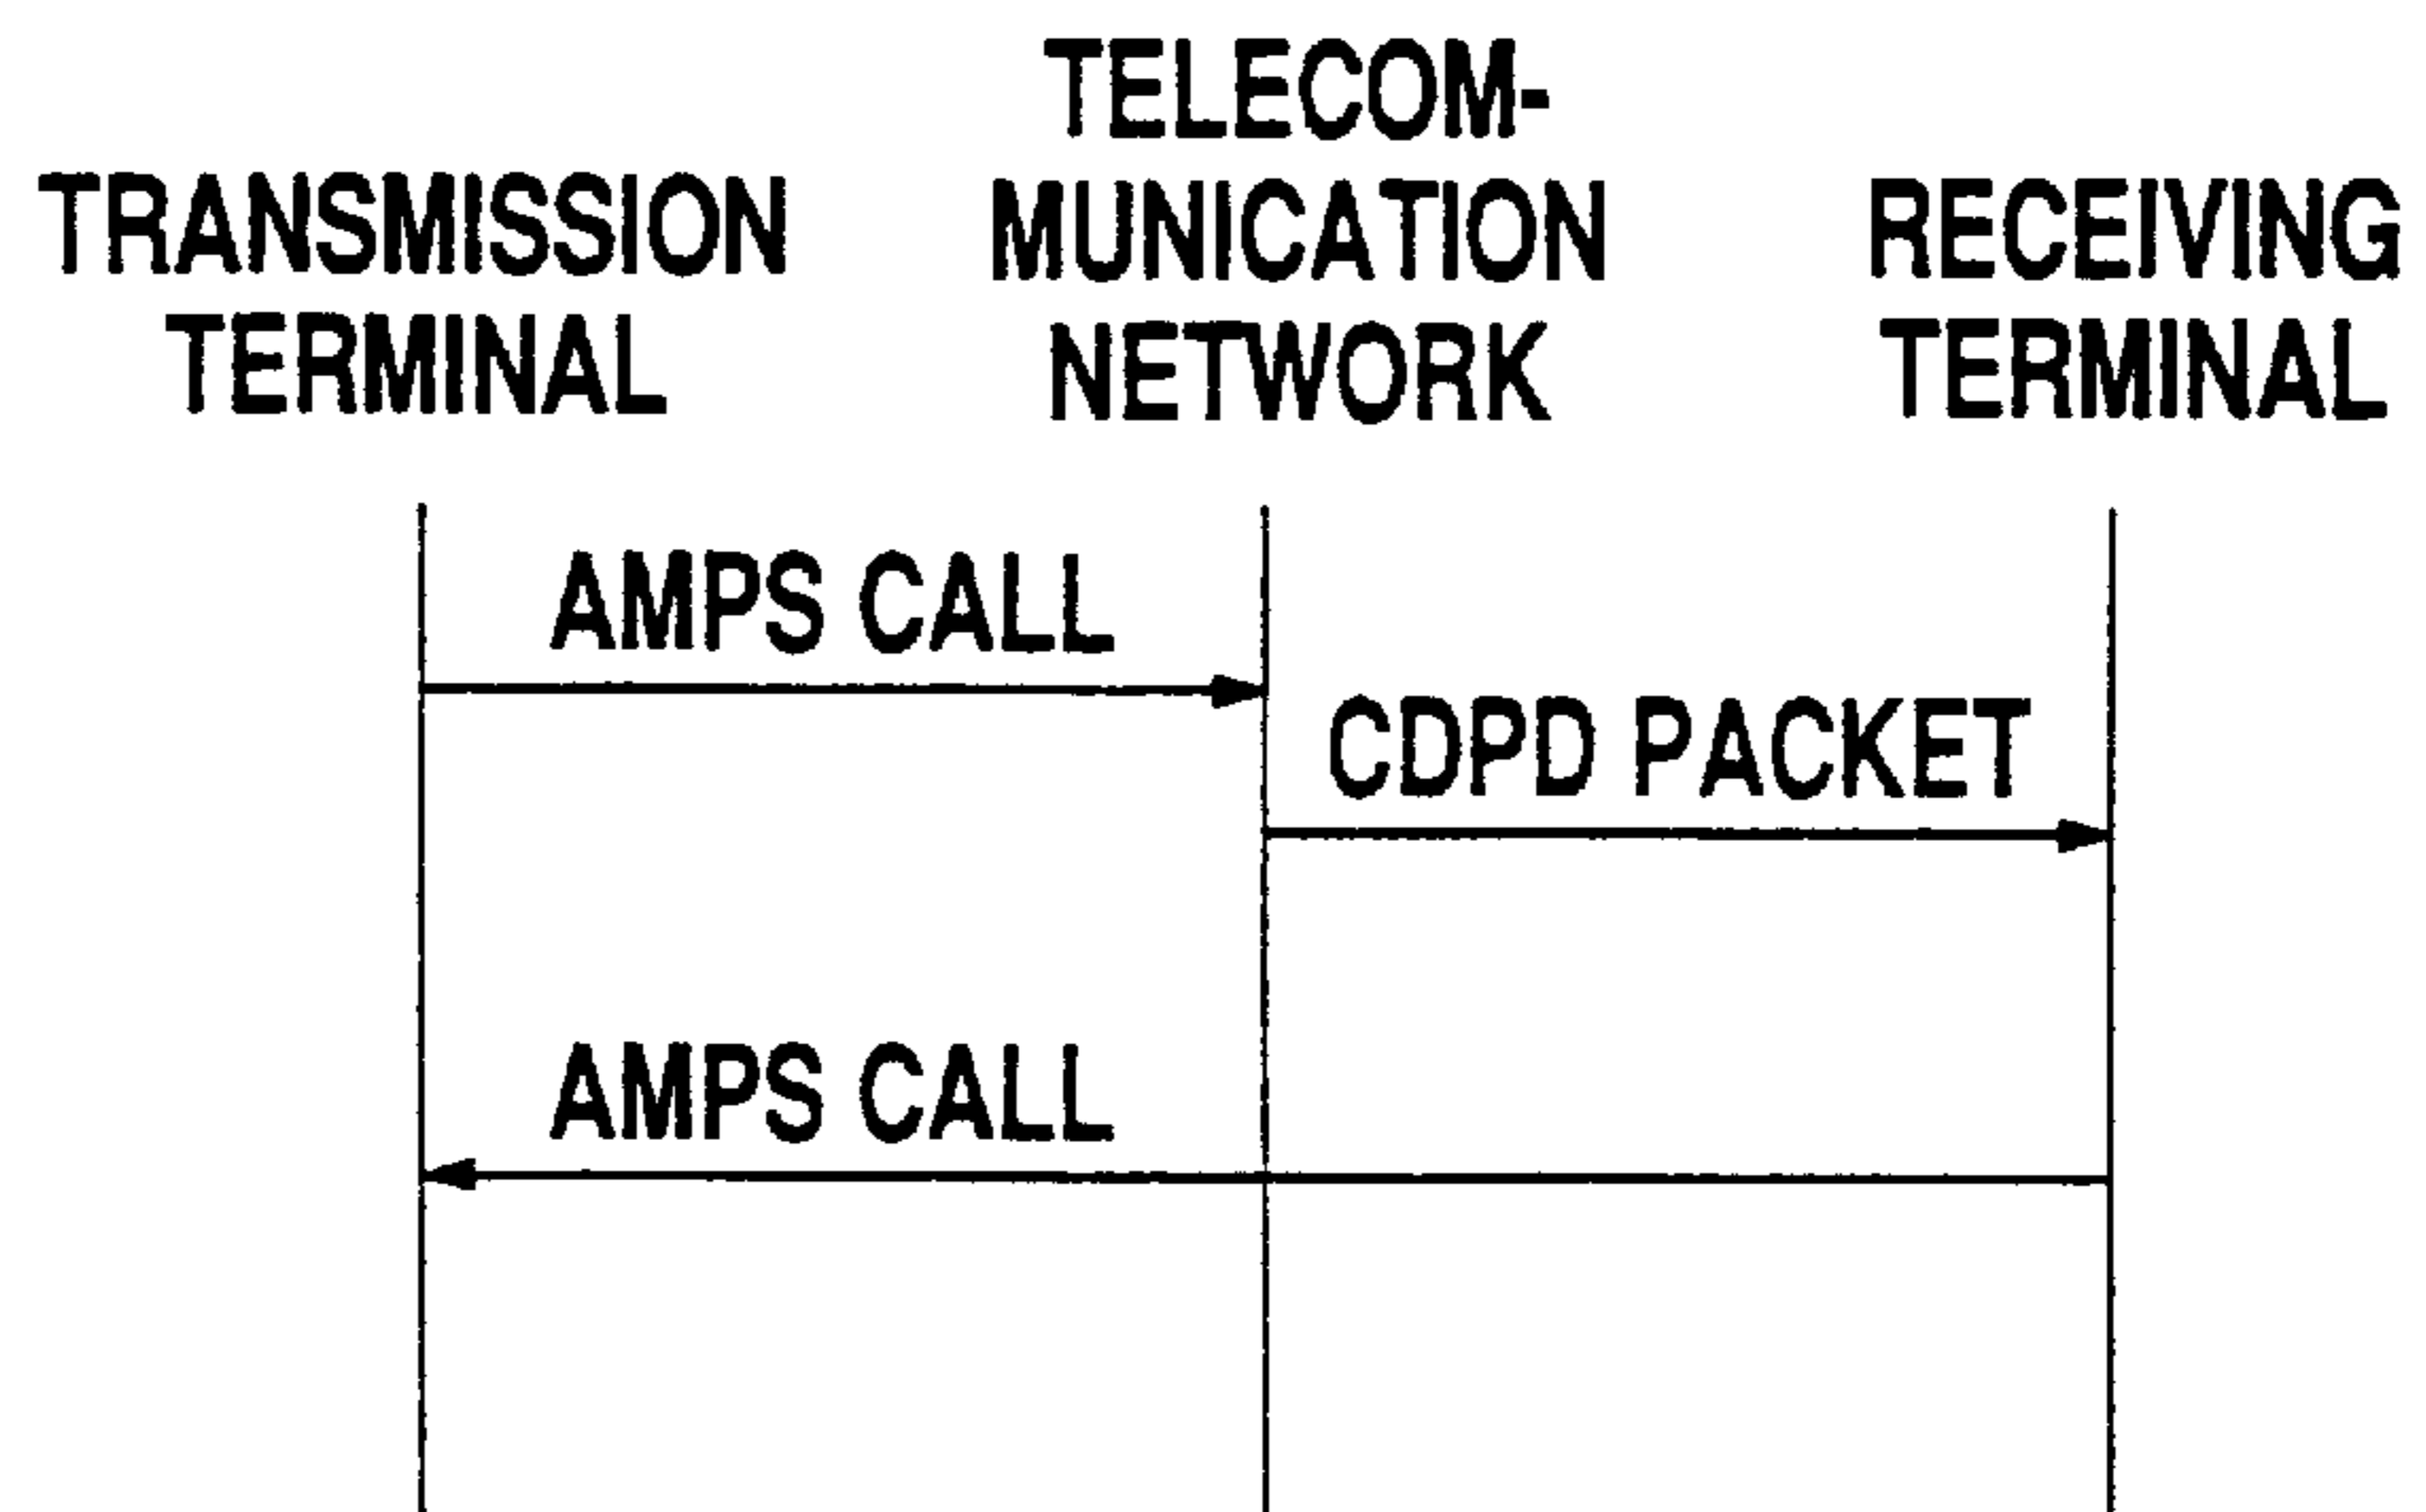 TRANSMISSION
TERMINAL
TELECOM-
MUNICATION
NETWORK
RECEIVING
TERMINAL
AMPS CALL
CDPD PACKET
AMPS CALL